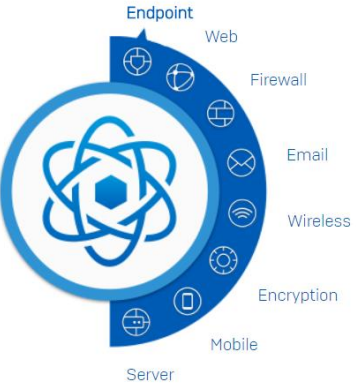 Endpoint
Web
Firewall
Email
Wireless
Encryption
Mobile
Server